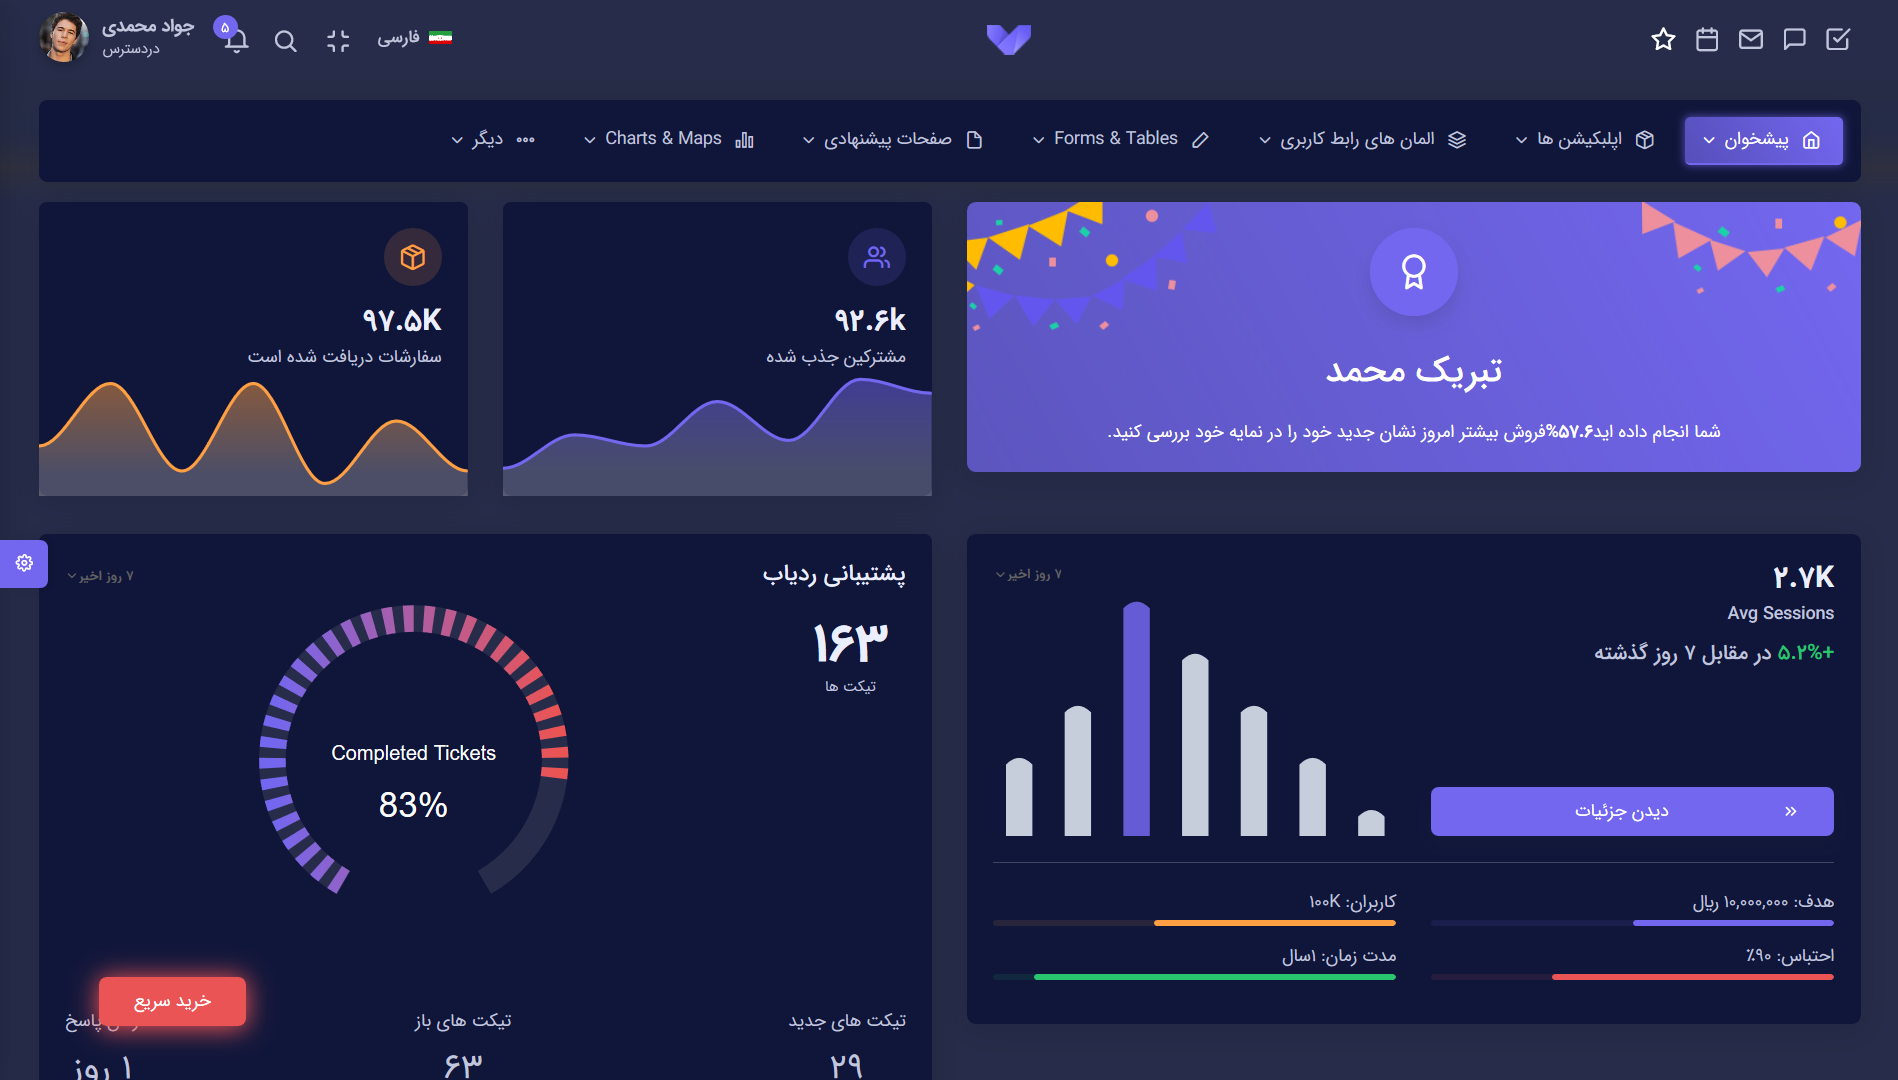 فارسی
۵
جواد محمدی
دردسترس
پیشخوان
اپلیکیشن ها
المان های رابط کاربری
Forms & Tables
صفحات پیشنهادی
Charts & Maps
دیگر
تبریک محمد
شما انجام داده اید۵۷.۶%فروش بیشتر امروز نشان جدید خود را در نمایه خود بررسی کنید.
۹۲.۶k
مشترکین جذب شده
۹۷.۵K
سفارشات دریافت شده است
۲.۷K
۷ روز اخیر
Avg Sessions
+۵.۲% در مقابل ۷ روز گذشته
دیدن جزئیات
هدف: ۱۰,۰۰۰,۰۰۰ ریال
کاربران: ۱۰۰K
احتباس: ۹۰٪
مدت زمان: ۱سال
پشتیبانی ردیاب
۷ روز اخیر
۱۶۳
تیکت ها
Completed Tickets
83%
خرید سریع
تیکت های جدید
تیکت های باز
پاسخ
۲۹
۶۳
۱ روز